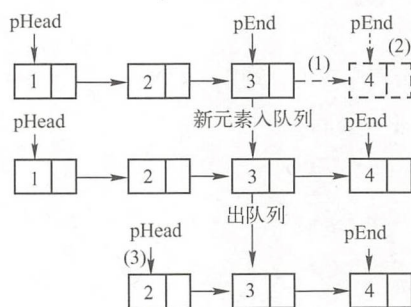 pHead pEnd pEnd
(1) (2)
1 2 3 4
pHead 新元素入队列 pEnd
1 2 3 4
出队列
pHead pEnd
(3)
2 3 4